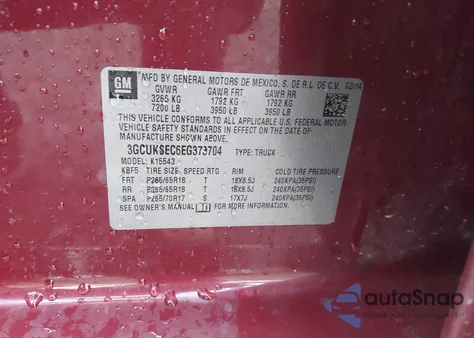 GM
MFD BY GENERAL MOTORS DE MEXICO, S. DE R.L. DE C.V. 02/14
GVWR GAWR FRT GAWR RR
3265 KG 1792 KG 1792 KG
7200 LB 3950 LB 3950 LB
THIS VEHICLE CONFORMS TO ALL APPLICABLE U.S.
FEDERAL MOTOR VEHICLE SAFETY AND THEFT PREVENTION STANDARDS
IN EFFECT ON THE DATE OF MANUFACTURE SHOWN ABOVE.
3GCUKSEC6EG373704 TYPE: TRUCK
MODEL: K15543
KBF5 TIRE SIZE SPEED RTG RIM COLD TIRE PRESSURE
FRT P265/65R18 T 18X8.5J 240KPA(35PSI)
RR P265/65R18 T 18X8.5J 240KPA(35PSI)
SPA P265/70R17 S 17X7J 240KPA(35PSI)
SEE OWNER'S MANUAL FOR MORE INFORMATION.
autoSnap